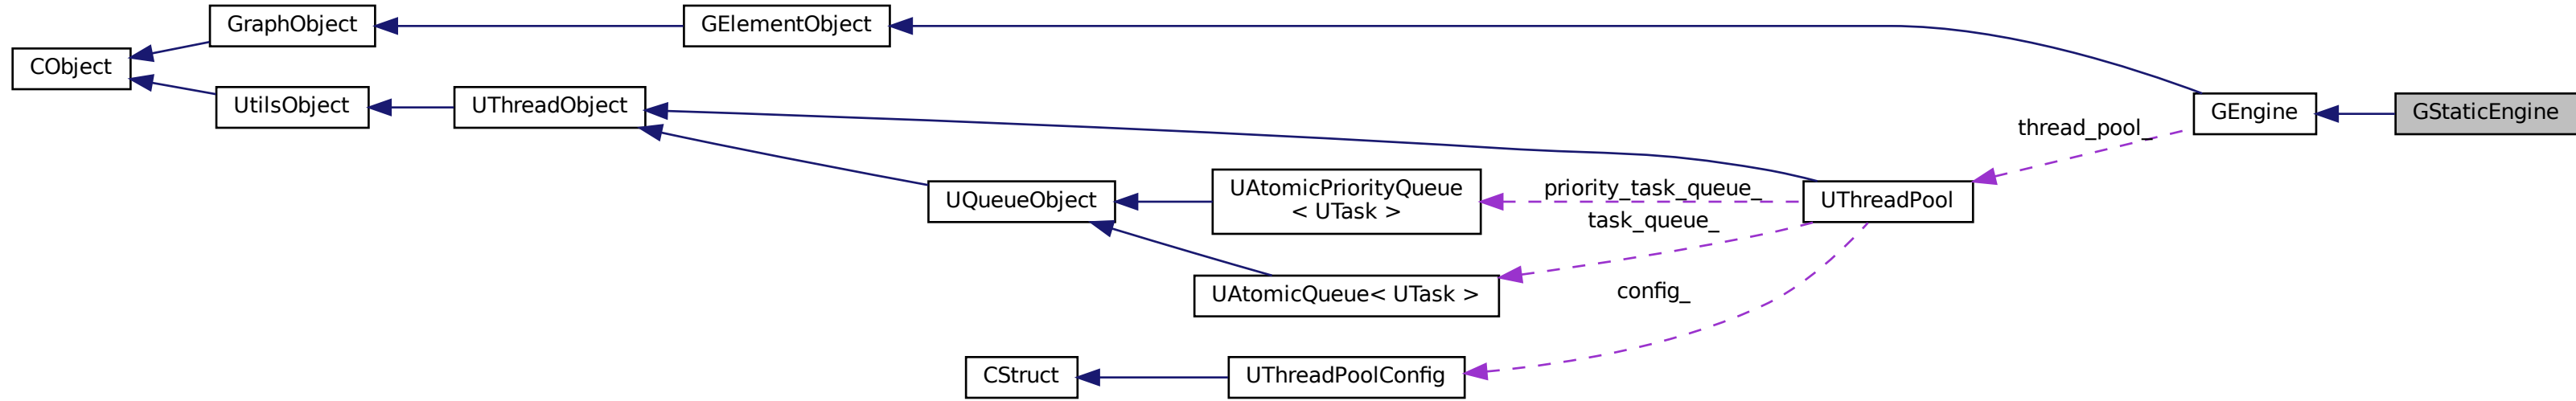 GraphObject
GElementObject
CObject
UtilsObject
UThreadObject
GEngine
GStaticEngine
thread_pool_
UQueueObject
UAtomicPriorityQueue
< UTask >
priority_task_queue_
UThreadPool
task_queue_
UAtomicQueue< UTask >
config_
CStruct
UThreadPoolConfig